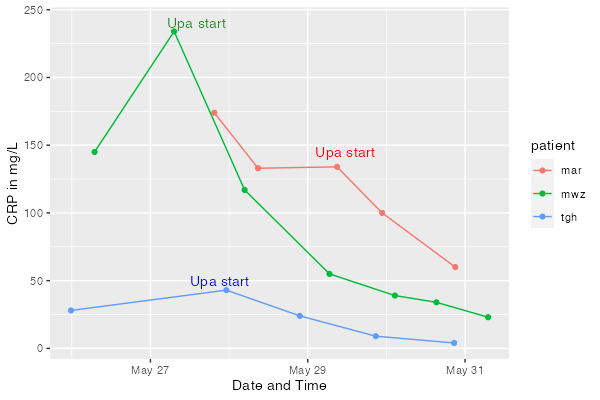 250
200
150
100
50
0
CRP in mg/L
Upa start
Upa start
Upa start
May 27
May 29
May 31
Date and Time
patient
mar
mwz
tgh